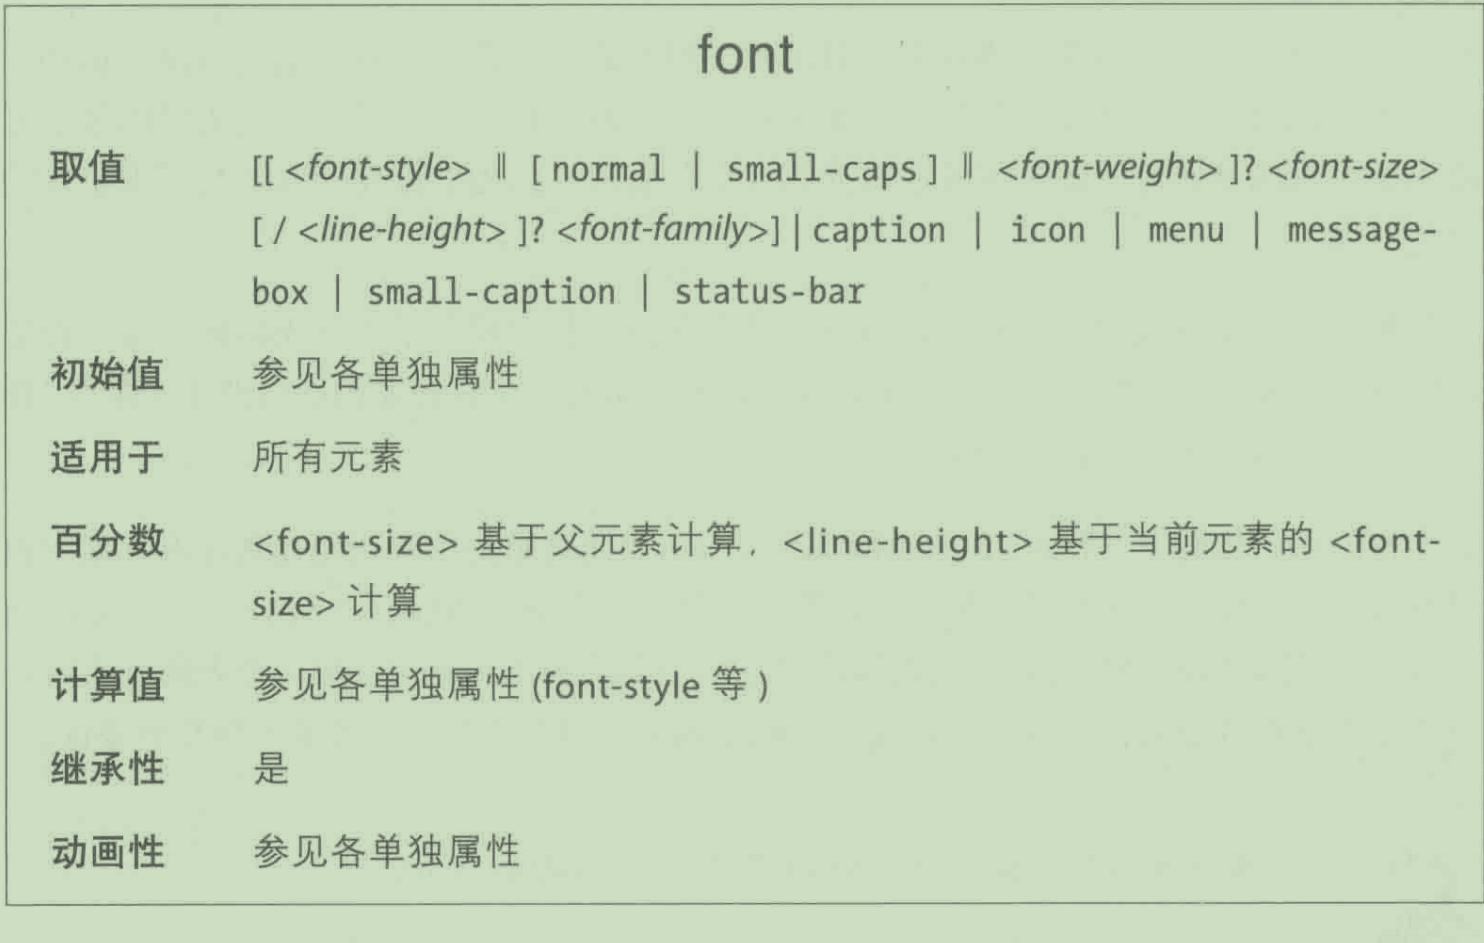 font
取值 [[ <font-style> ‖ [ normal | small-caps ] ‖ <font-weight> ]? <font-size>
[ / <line-height> ]? <font-family>] | caption | icon | menu | message-
box | small-caption | status-bar
初始值 参见各单独属性
适用于 所有元素
百分数 <font-size> 基于父元素计算，<line-height> 基于当前元素的 <font-
size> 计算
计算值 参见各单独属性 (font-style 等 )
继承性 是
动画性 参见各单独属性